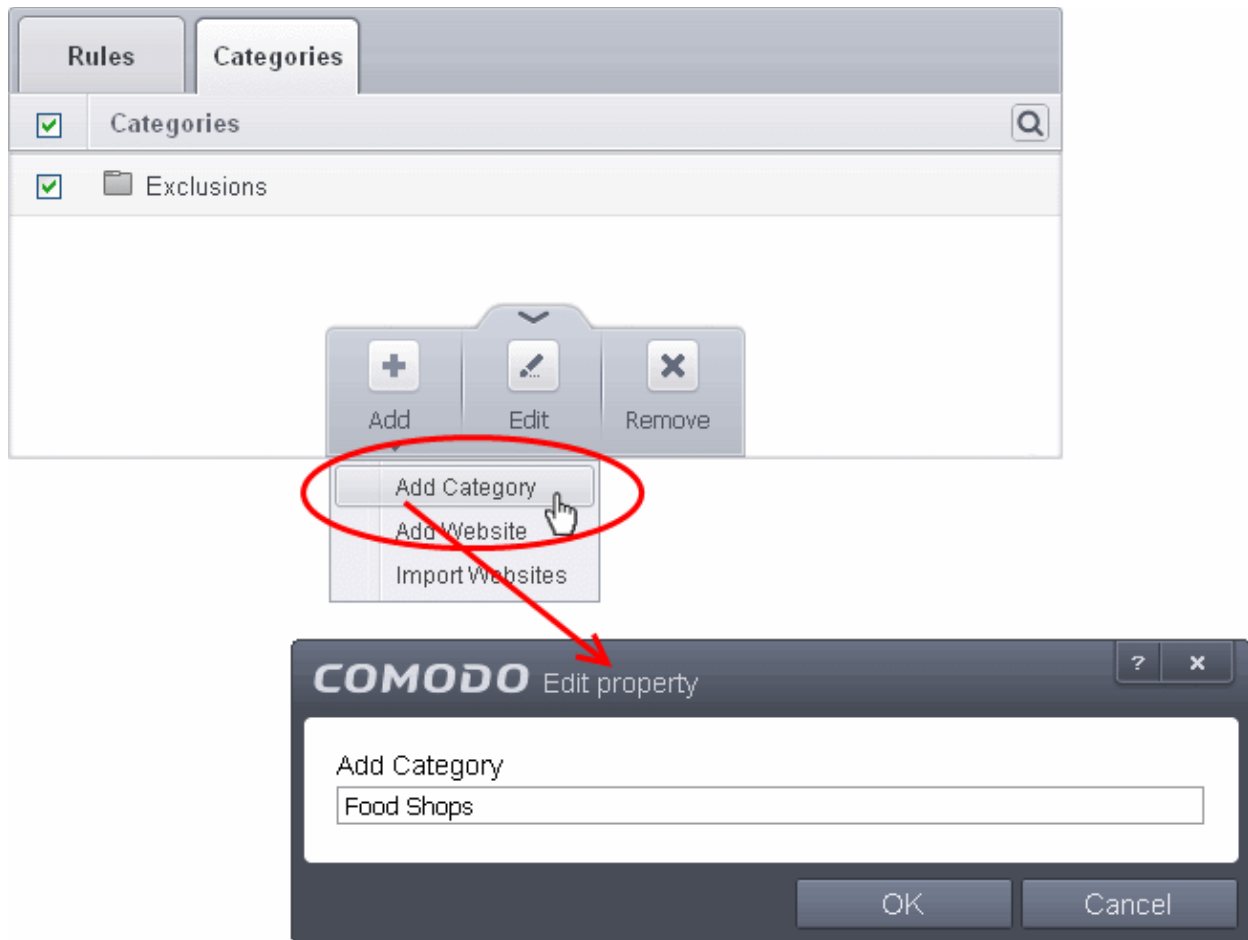 Rules Categories
Categories
Exclusions
Add Edit Remove
Add Category
Add Website
Import Websites
COMODO Edit property ? x
Add Category
Food Shops
OK Cancel